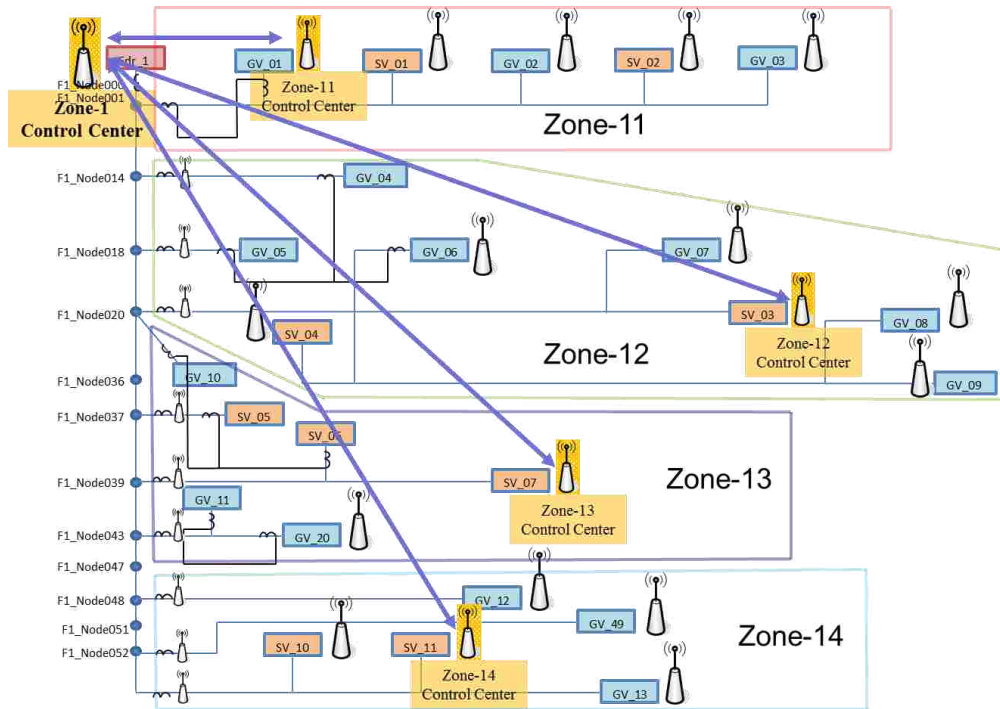 GV_01
SV_01
GV_02
SV_02
GV_03
F1_Node001
Zone-1
Control Center
Zone-11
Control Center
Zone-11
F1_Node014
GV_04
F1_Node018
GV_05
GV_06
GV_07
F1_Node020
SV_04
SV_03
GV_08
Zone-12
Control Center
Zone-12
F1_Node036
GV_10
GV_09
F1_Node037
SV_05
SV_06
F1_Node039
SV_07
Zone-13
GV_11
Zone-13
Control Center
F1_Node043
GV_20
F1_Node047
F1_Node048
GV_12
F1_Node051
GV_49
Zone-14
F1_Node052
SV_10
SV_11
Zone-14
Control Center
GV_13